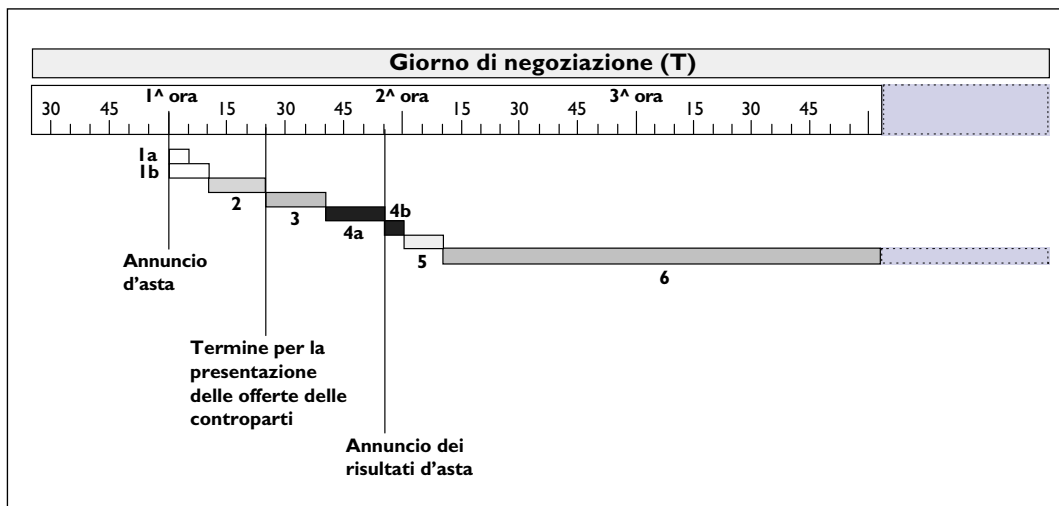 Giorno di negoziazione (T)
1^ ora 2^ ora 3^ ora
30 45 15 30 45 15 30 45 15 30 45
1a
1b
2
3
4a
4b
5
6
Annuncio
d'asta
Termine per la
presentazione
delle offerte delle
controparti
Annuncio dei
risultati d'asta